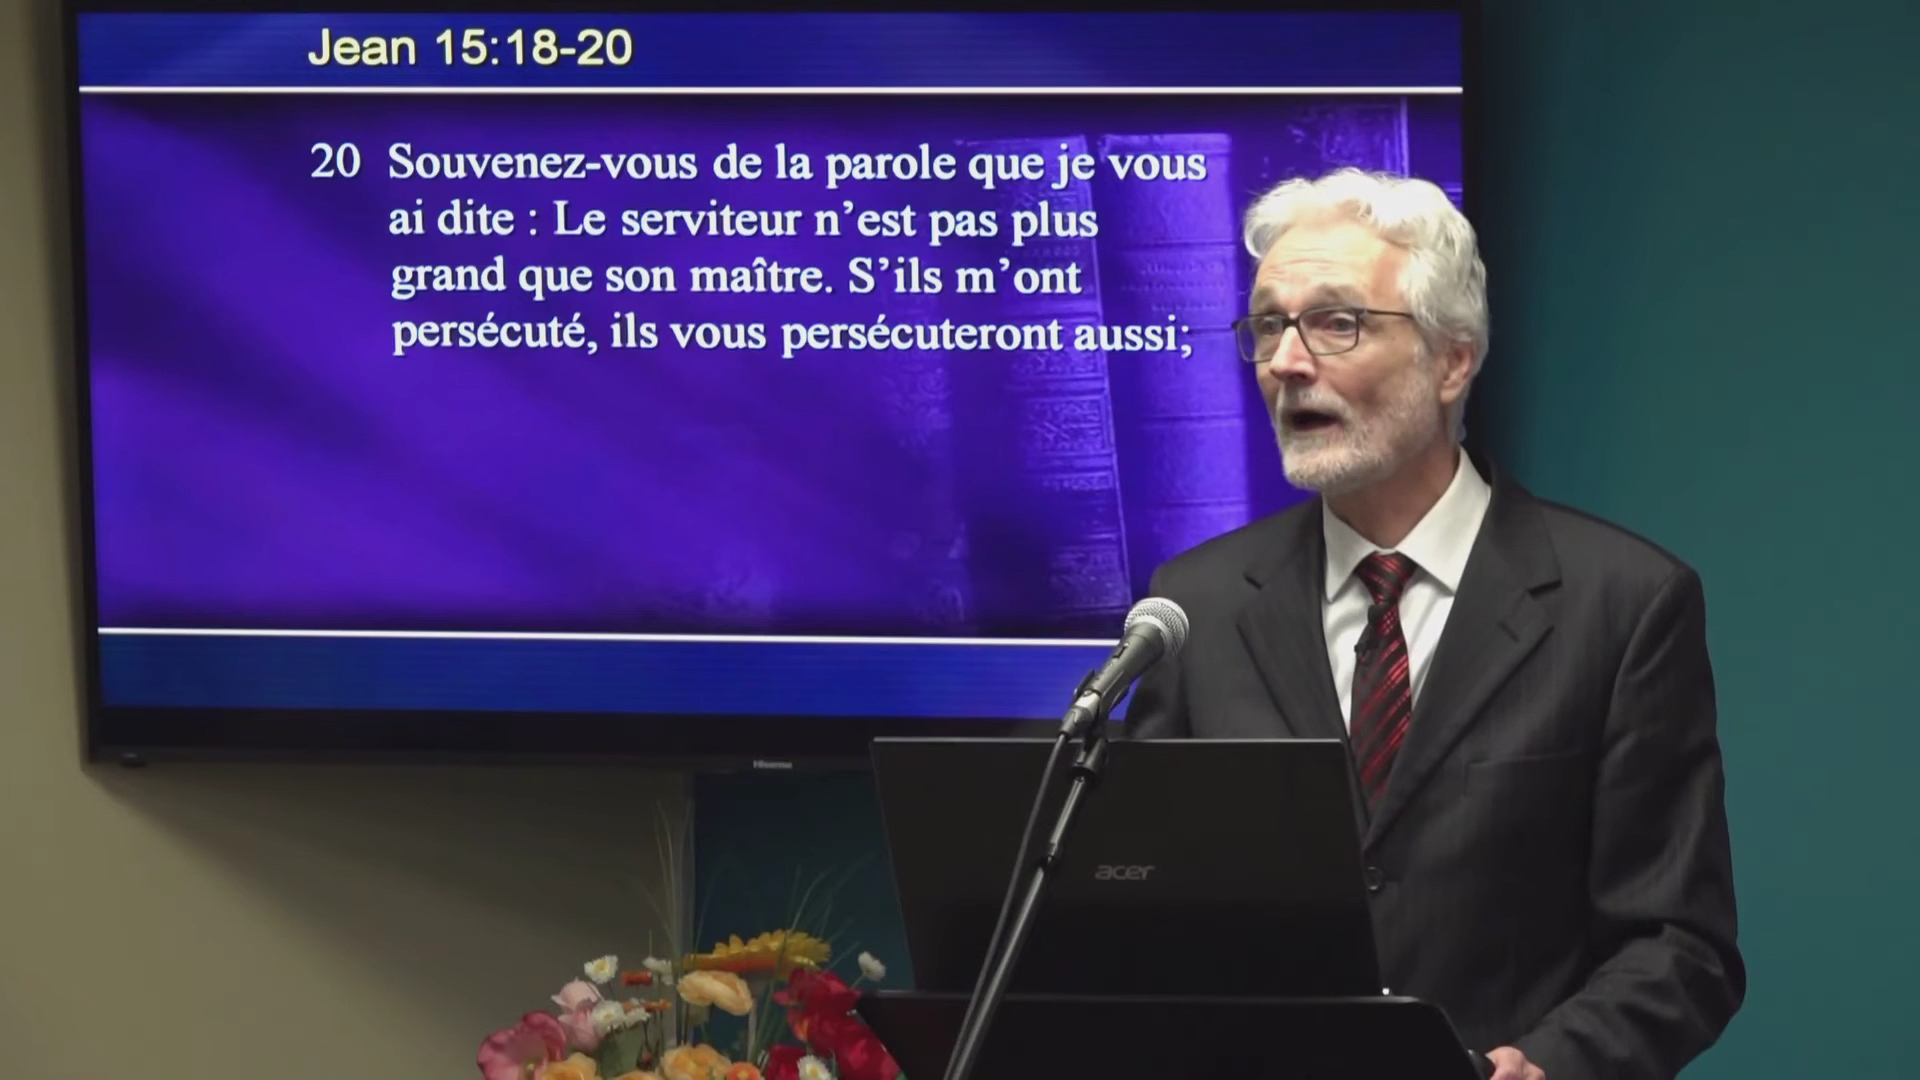 Jean 15:18-20
20 Souvenez-vous de la parole que je vous
ai dite : Le serviteur n’est pas plus
grand que son maître. S’ils m’ont
persécuté, ils vous persécuteront aussi;
Hisense
acer